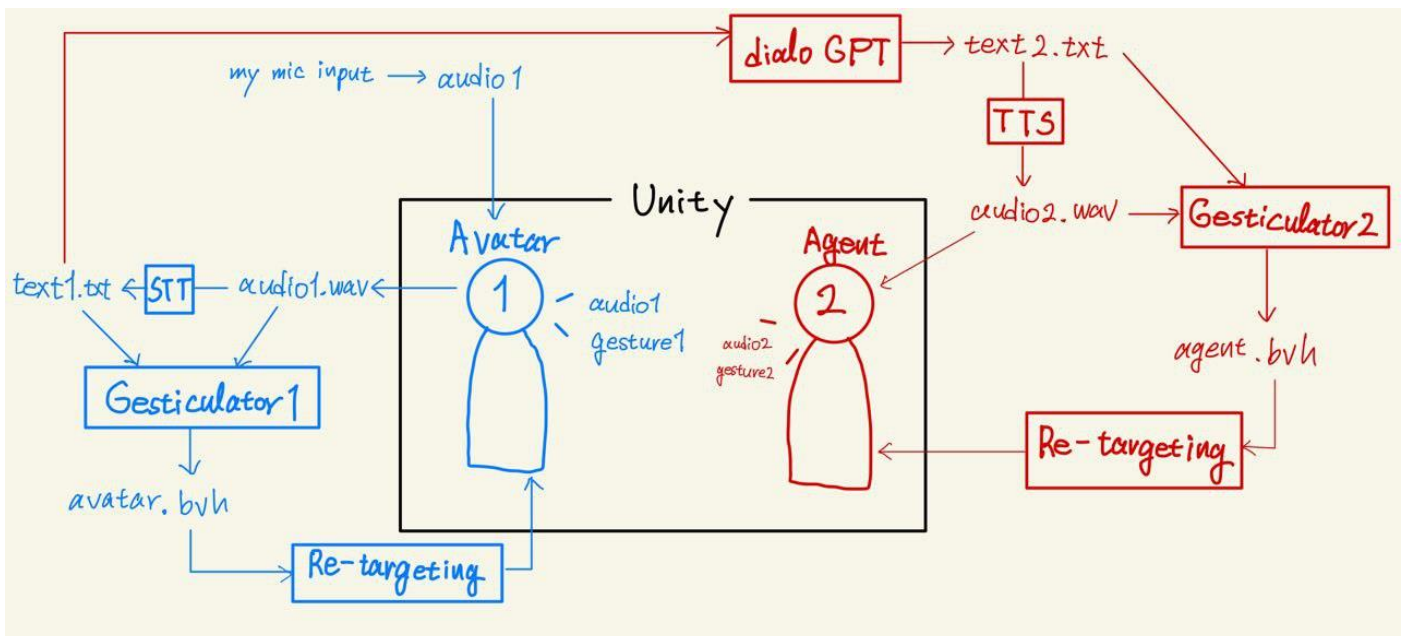 dialo GPT
text2.txt
my mic input
audio1
TTS
Unity
audio2.wav
Gesticulator2
Avatar
Agent
text1.txt
STT
audio1.wav
1
audio1
gesture1
2
audio2
gesture2
agent.bvh
Gesticulator1
Re-targeting
avatar.bvh
Re-targeting